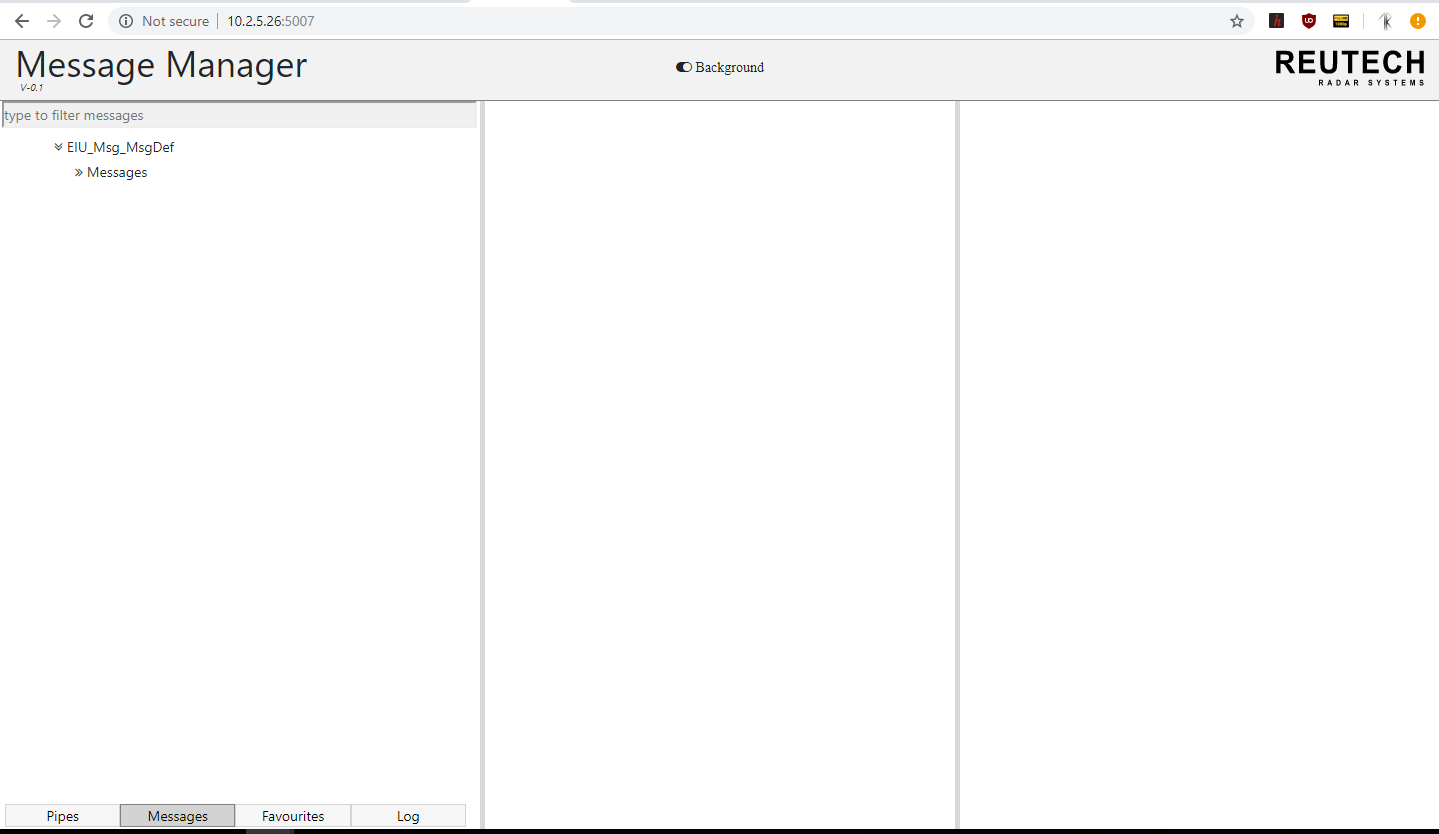 Not secure 10.2.5.26:5007
Message Manager
V-0.1
Background
REUTECH
RADAR SYSTEMS
type to filter messages
EIU_Msg_MsgDef
Messages
Pipes Messages Favourites Log